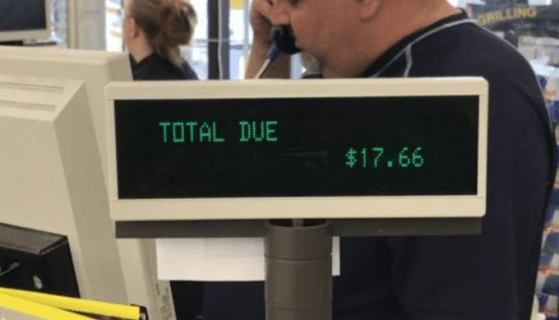 GRILLING
TOTAL DUE
$17.66